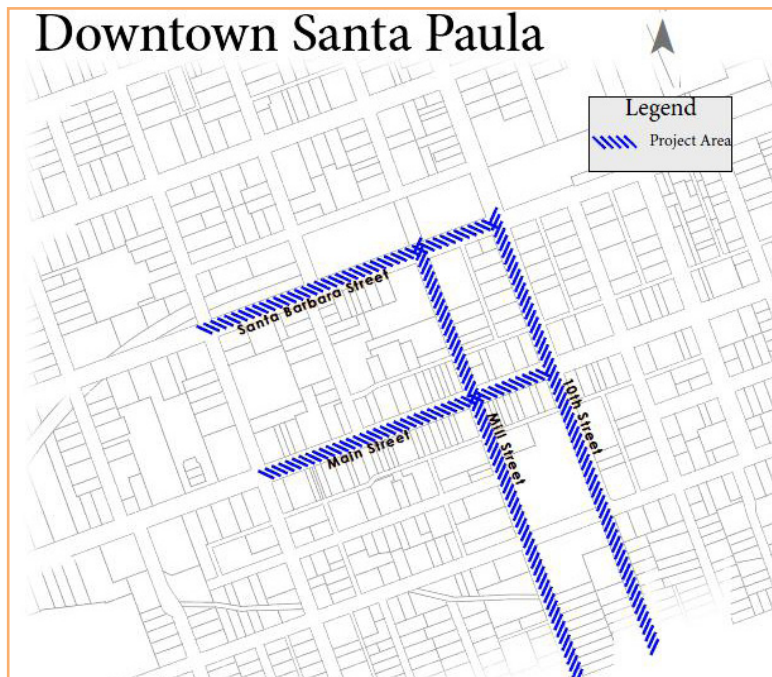 Downtown Santa Paula
Legend
Project Area
Santa Barbara Street
Main Street
Mill Street
10th Street